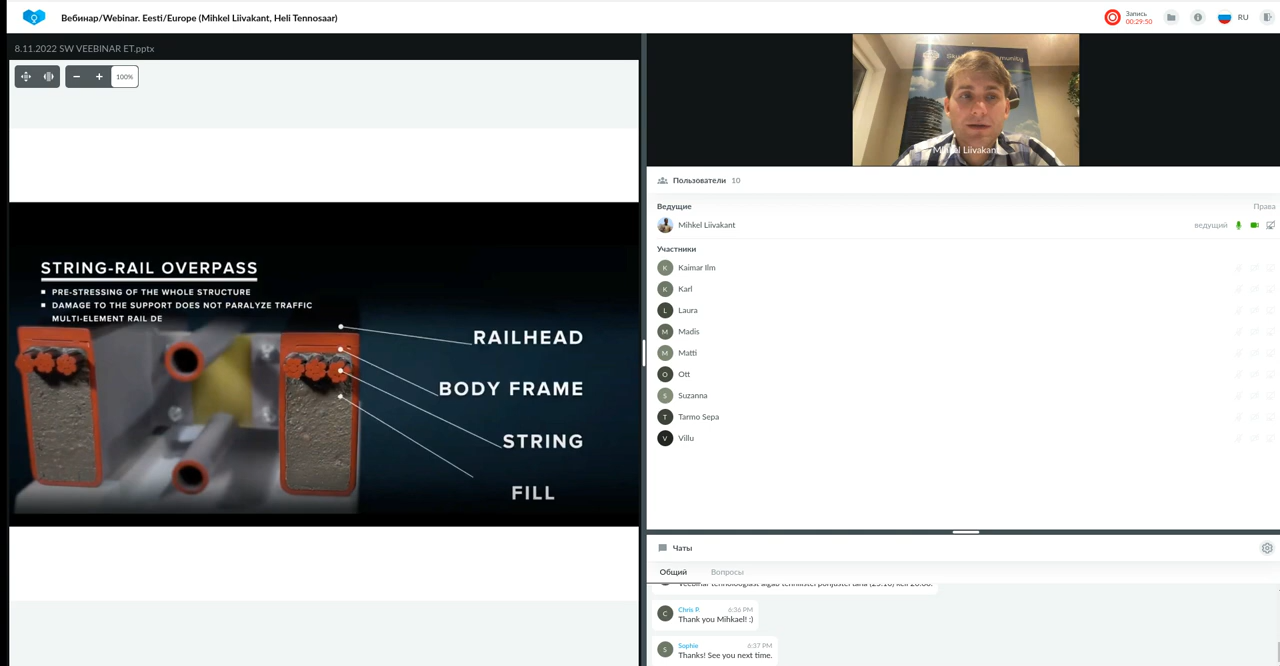 Вебинар/Webinar. Eesti/Europe (Mihkel Liivakant, Heli Tennosaar)
Запись
00:29:50
RU
8.11.2022 SW VEEBINAR ET.pptx
100%
STRING-RAIL OVERPASS
PRE-STRESSING OF THE WHOLE STRUCTURE
DAMAGE TO THE SUPPORT DOES NOT PARALYZE TRAFFIC
MULTI-ELEMENT RAIL DE
RAILHEAD
BODY FRAME
STRING
FILL
Mihkel Liivakant
Пользователи 10
Ведущие
Права
Mihkel Liivakant
ведущий
Участники
K Kaimar Ilm
K Karl
L Laura
M Madis
M Matti
O Ott
S Suzanna
T Tarmo Sepa
V Villu
Чаты
Общий
Вопросы
C Chris P. 6:36 PM
Thank you Mihkael! :)
S Sophie 6:37 PM
Thanks! See you next time.